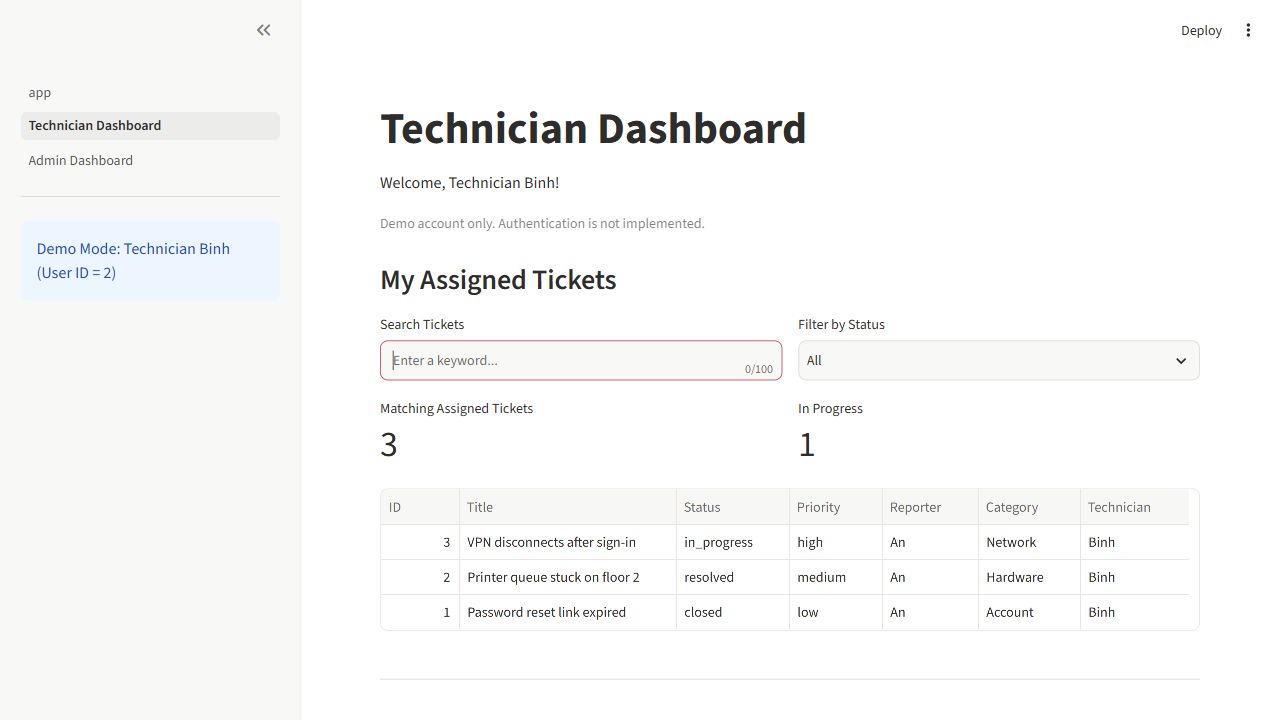 Deploy
app
Technician Dashboard
Admin Dashboard
Demo Mode: Technician Binh
(User ID = 2)
Technician Dashboard
Welcome, Technician Binh!
Demo account only. Authentication is not implemented.
My Assigned Tickets
Search Tickets
Enter a keyword...
0/100
Filter by Status
All
Matching Assigned Tickets
3
In Progress
1
ID Title Status Priority Reporter Category Technician
3 VPN disconnects after sign-in in_progress high An Network Binh
2 Printer queue stuck on floor 2 resolved medium An Hardware Binh
1 Password reset link expired closed low An Account Binh